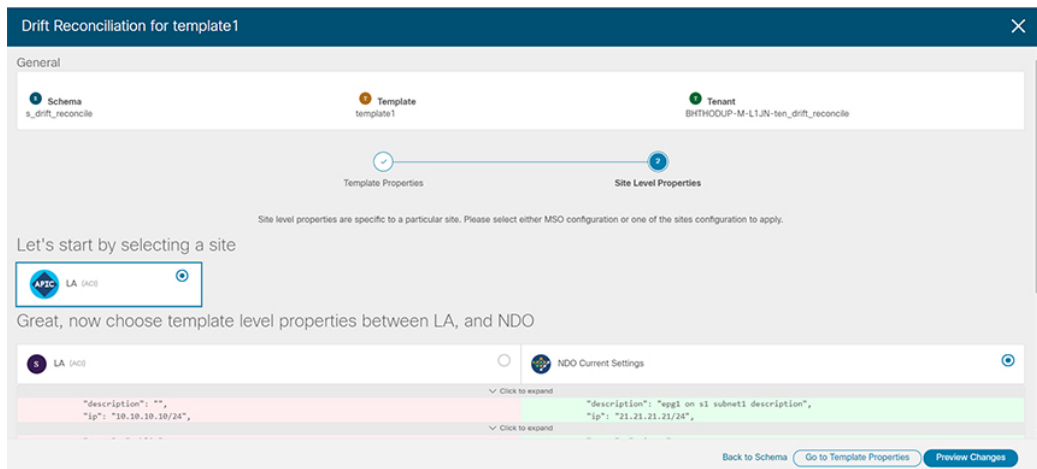 Drift Reconciliation for template1
General
S Schema
s_drift_reconcile
T Template
template1
T Tenant
BHTHODUP-M-L1JN-ten_drift_reconcile
2
Template Properties
Site Level Properties
Site level properties are specific to a particular site. Please select either MSO configuration or one of the sites configuration to apply.
Let's start by selecting a site
APIC LA (ACI)
Great, now choose template level properties between LA, and NDO
S LA (ACI)
NDO Current Settings
Click to expand
"description": "",
"ip": "10.10.10.10/24",
"description": "epg1 on s1 subnet1 description",
"ip": "21.21.21.21/24",
Click to expand
Back to Schema Go to Template Properties Preview Changes